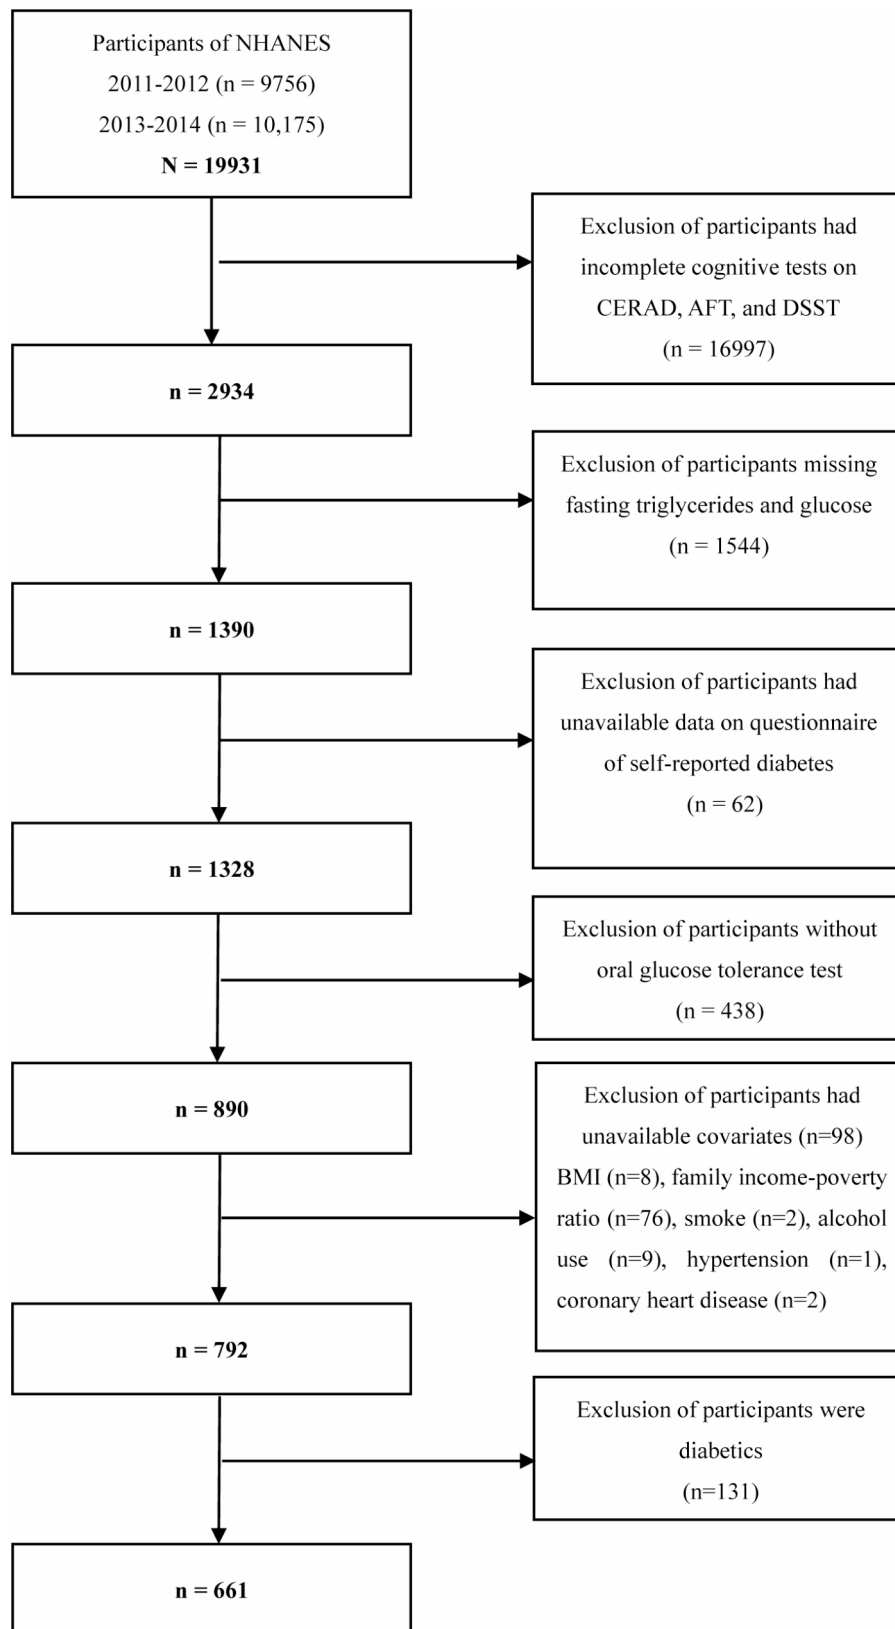 Participants of NHANES
2011-2012 (n = 9756)
2013-2014 (n = 10,175)
N = 19931
Exclusion of participants had
incomplete cognitive tests on
CERAD, AFT, and DSST
(n = 16997)
n = 2934
Exclusion of participants missing
fasting triglycerides and glucose
(n = 1544)
n = 1390
Exclusion of participants had
unavailable data on questionnaire
of self-reported diabetes
(n = 62)
n = 1328
Exclusion of participants without
oral glucose tolerance test
(n = 438)
n = 890
Exclusion of participants had
unavailable covariates (n=98)
BMI (n=8), family income-poverty
ratio (n=76), smoke (n=2), alcohol
use (n=9), hypertension (n=1),
coronary heart disease (n=2)
n = 792
Exclusion of participants were
diabetics
(n=131)
n = 661